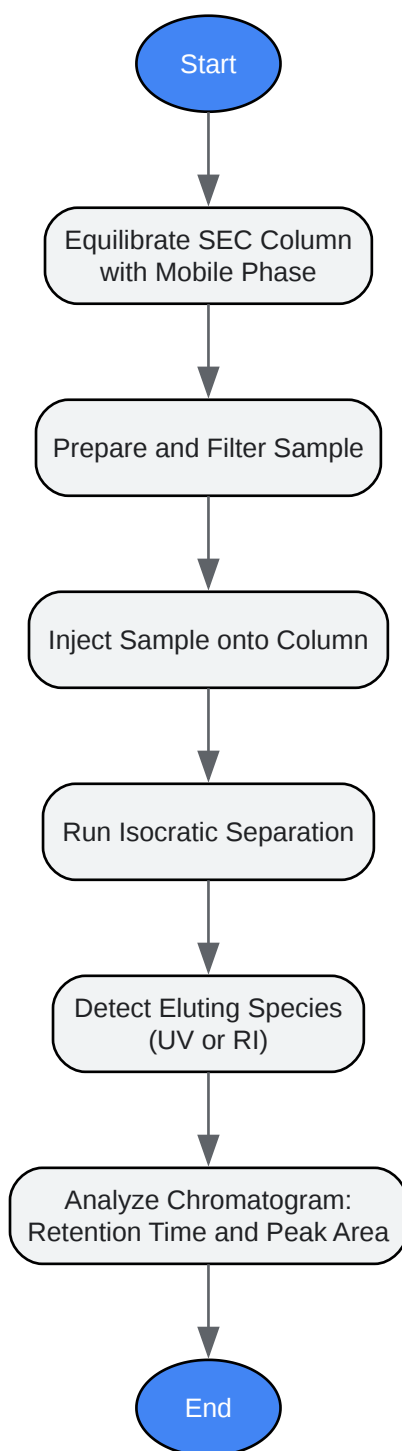 Start
Equilibrate SEC Column
with Mobile Phase
Prepare and Filter Sample
Inject Sample onto Column
Run Isocratic Separation
Detect Eluting Species
(UV or RI)
Analyze Chromatogram:
Retention Time and Peak Area
End